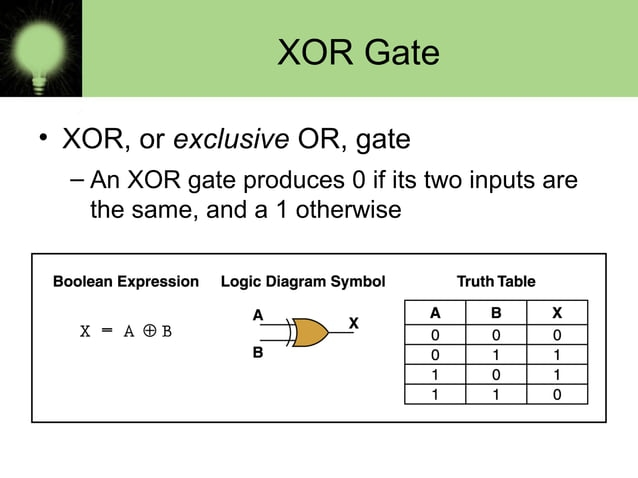 XOR Gate
• XOR, or exclusive OR, gate
– An XOR gate produces 0 if its two inputs are
the same, and a 1 otherwise
Boolean Expression
X = A ⊕ B
Logic Diagram Symbol
A
B
X
Truth Table
A B X
0 0 0
0 1 1
1 0 1
1 1 0